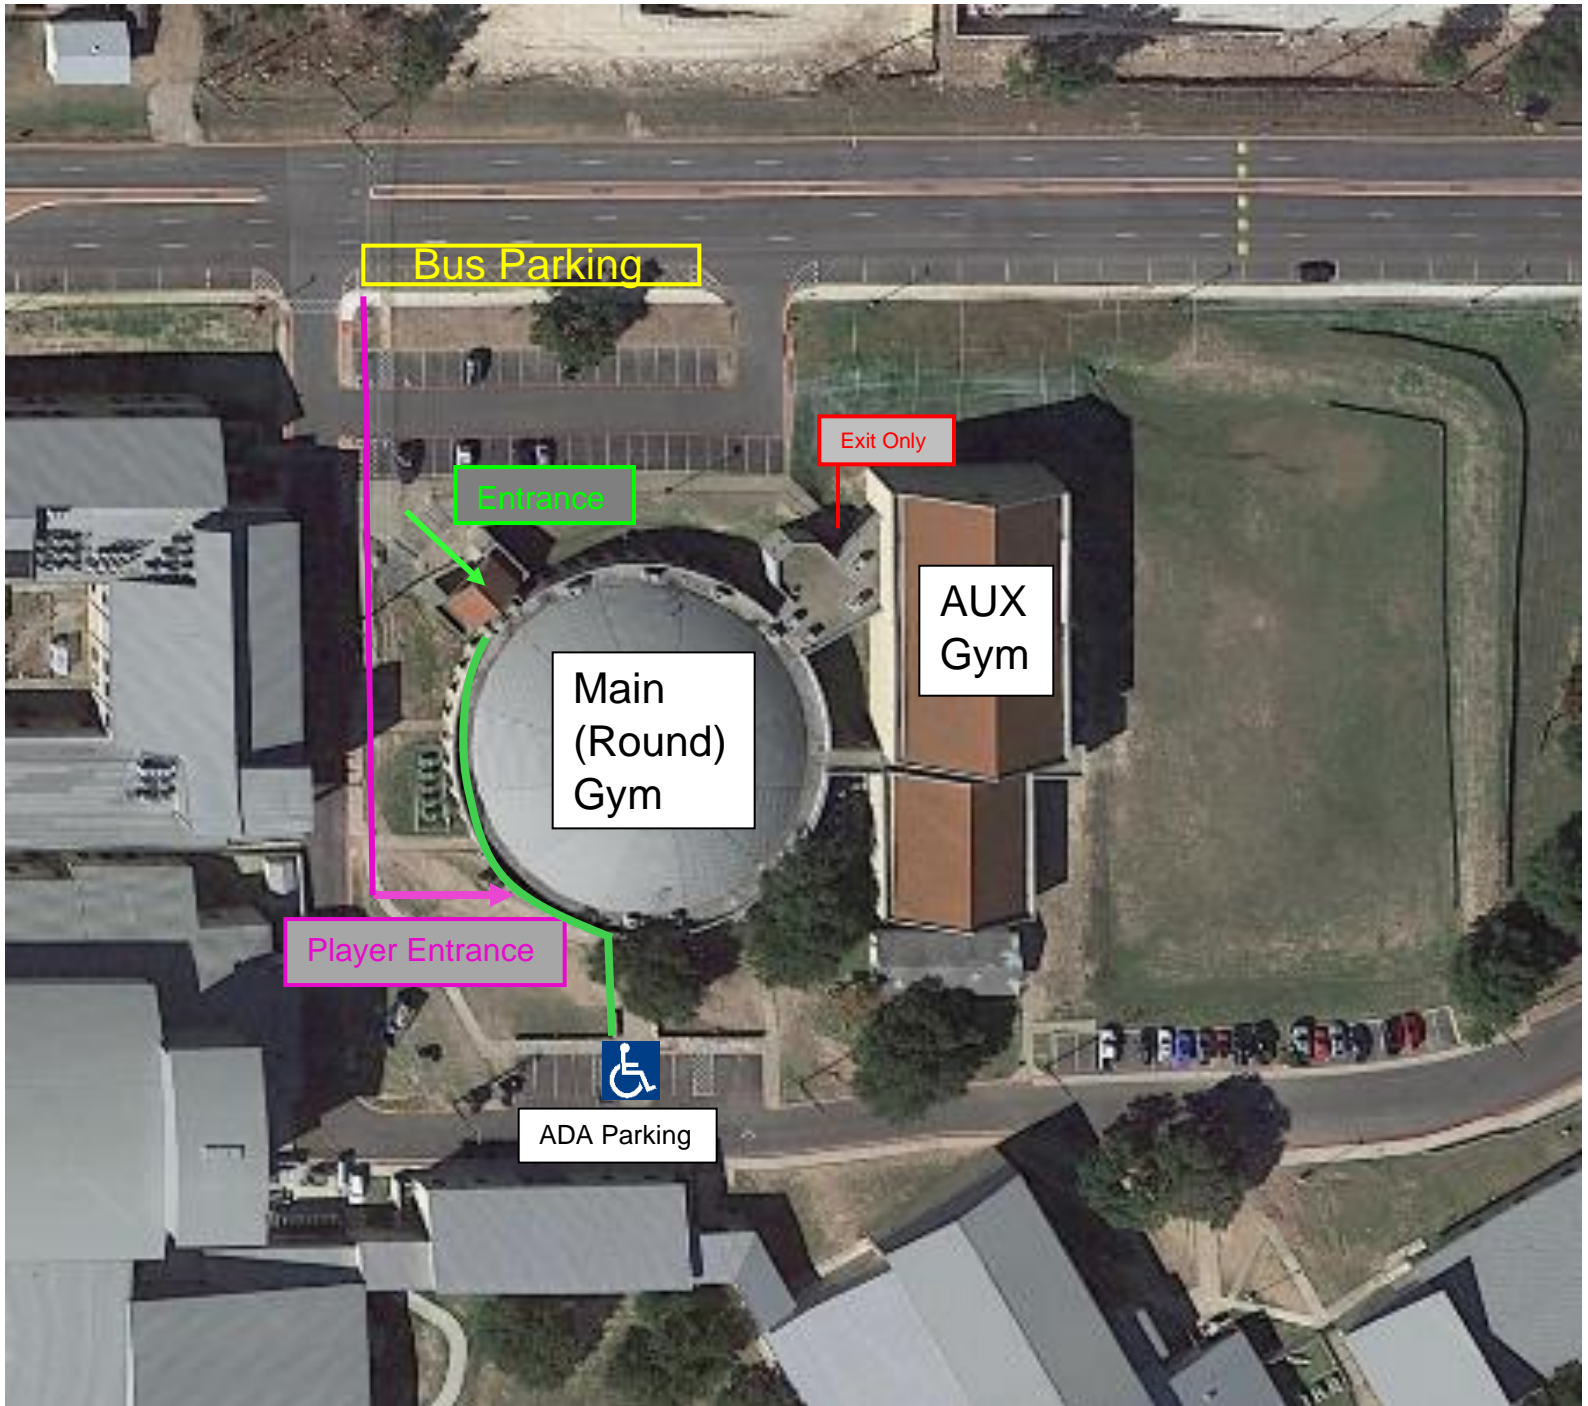 Bus Parking
Exit Only
Entrance
AUX
Gym
Main
(Round)
Gym
Player Entrance
ADA Parking